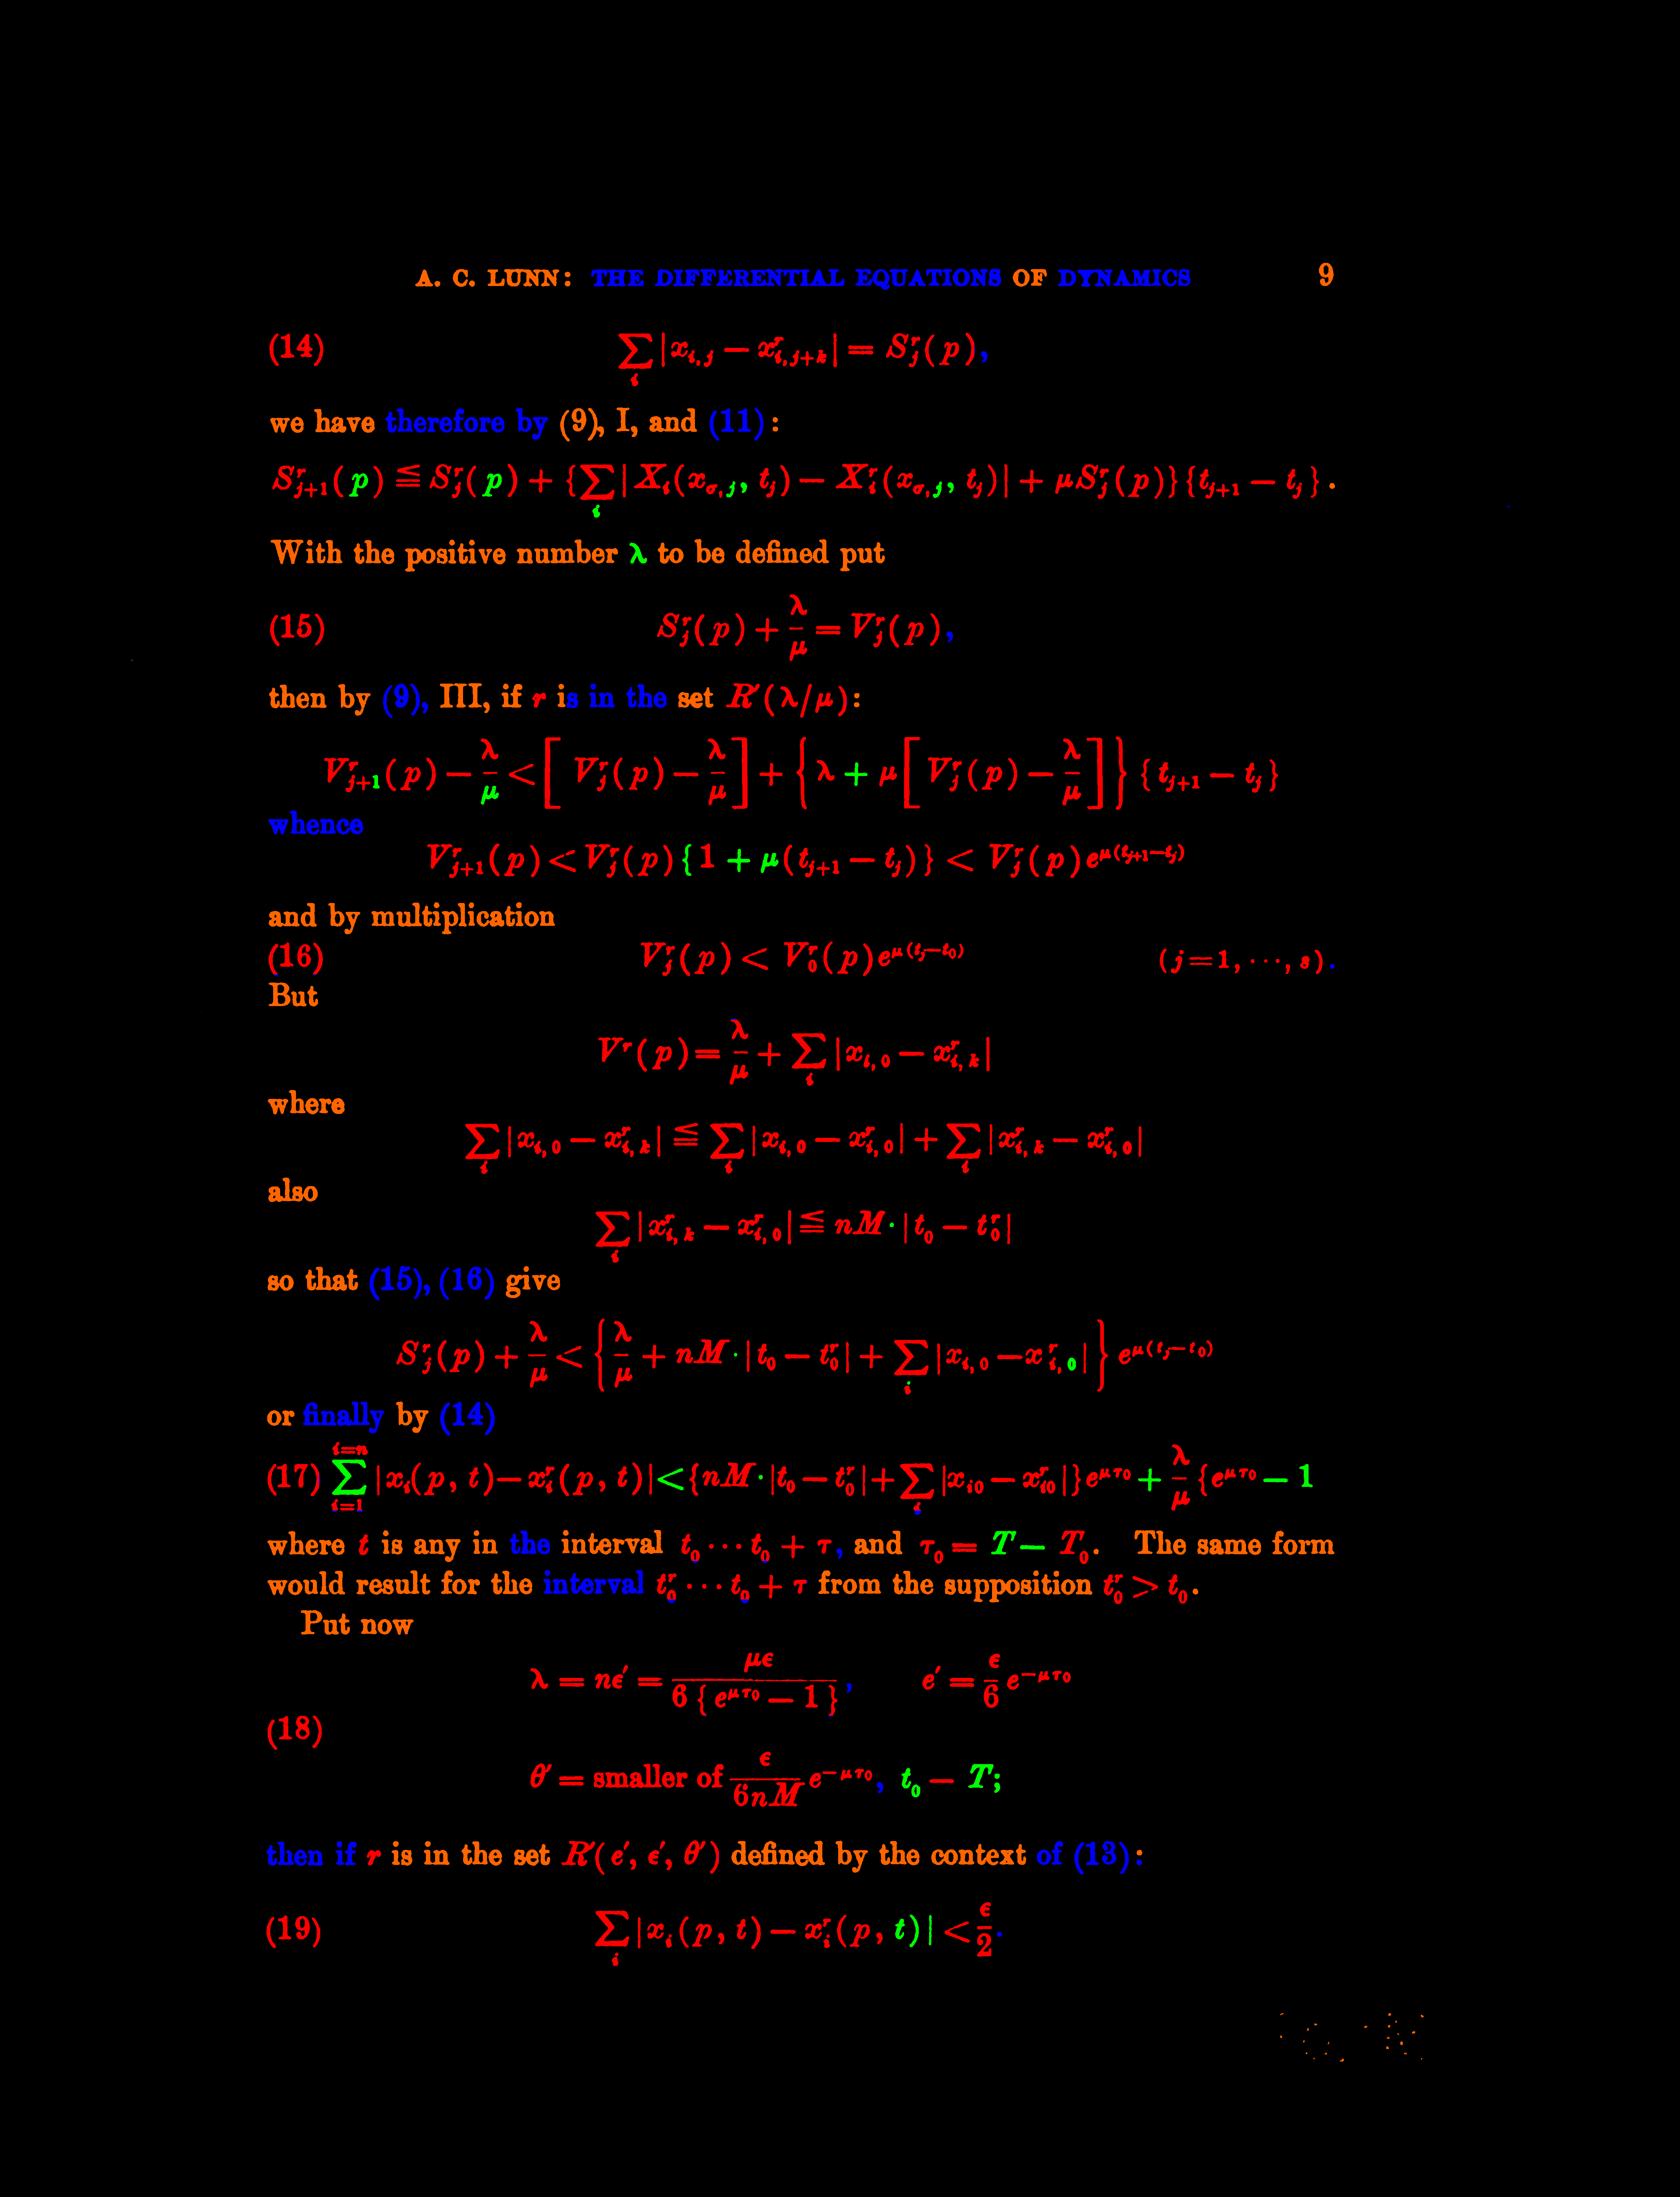 A. C. LUNN: THE DIFFERENTIAL EQUATIONS OF DYNAMICS 9
(14) $\sum_i |x_{i,j} - x^r_{i,j+k}| = S^r_j(p),$
we have therefore by (9), I, and (11):
$S^r_{j+1}(p) \leqq S^r_j(p) + \{\sum_i |X_i(x_{\sigma,j}, t_j) - X^r_i(x_{\sigma,j}, t_j)| + \mu S^r_j(p)\}\{t_{j+1} - t_j\}.$
With the positive number λ to be defined put
(15) $S^r_j(p) + \frac{\lambda}{\mu} = V^r_j(p),$
then by (9), III, if r is in the set $R'(\lambda/\mu)$:
$V^r_{j+1}(p) - \frac{\lambda}{\mu} < \left[ V^r_j(p) - \frac{\lambda}{\mu} \right] + \left\{ \lambda + \mu \left[ V^r_j(p) - \frac{\lambda}{\mu} \right] \right\} \{t_{j+1} - t_j\}$
whence
$V^r_{j+1}(p) < V^r_j(p)\{1 + \mu(t_{j+1} - t_j)\} < V^r_j(p)e^{\mu(t_{j+1}-t_j)}$
and by multiplication
(16) $V^r_j(p) < V^r_0(p)e^{\mu(t_j-t_0)}$ $(j = 1, \cdots, s).$
But
$V^r(p) = \frac{\lambda}{\mu} + \sum_i |x_{i,0} - x^r_{i,k}|$
where
$\sum_i |x_{i,0} - x^r_{i,k}| \leqq \sum_i |x_{i,0} - x^r_{i,0}| + \sum_i |x^r_{i,k} - x^r_{i,0}|$
also
$\sum_i |x^r_{i,k} - x^r_{i,0}| \leqq nM \cdot |t_0 - t^r_0|$
so that (15), (16) give
$S^r_j(p) + \frac{\lambda}{\mu} < \left\{ \frac{\lambda}{\mu} + nM \cdot |t_0 - t^r_0| + \sum_i |x_{i,0} - x^r_{i,0}| \right\} e^{\mu(t_j-t_0)}$
or finally by (14)
(17) $\sum_{i=1}^{i=n} |x_i(p, t) - x^r_i(p, t)| < \{nM \cdot |t_0 - t^r_0| + \sum_i |x_{i0} - x^r_{i0}|\} e^{\mu\tau_0} + \frac{\lambda}{\mu} \{e^{\mu\tau_0} - 1$
where t is any in the interval $t_0 \cdots t_0 + \tau$, and $\tau_0 = T - T_0$. The same form
would result for the interval $t^r_0 \cdots t_0 + \tau$ from the supposition $t^r_0 > t_0$.
Put now
$\lambda = n\epsilon' = \frac{\mu\epsilon}{6\{e^{\mu\tau_0} - 1\}}, \quad e' = \frac{\epsilon}{6} e^{-\mu\tau_0}$
(18)
$\theta' = \text{smaller of } \frac{\epsilon}{6nM} e^{-\mu\tau_0}, \; t_0 - T;$
then if r is in the set $R'(e', \epsilon', \theta')$ defined by the context of (13):
(19) $\sum_i |x_i(p, t) - x^r_i(p, t)| < \frac{\epsilon}{2}.$